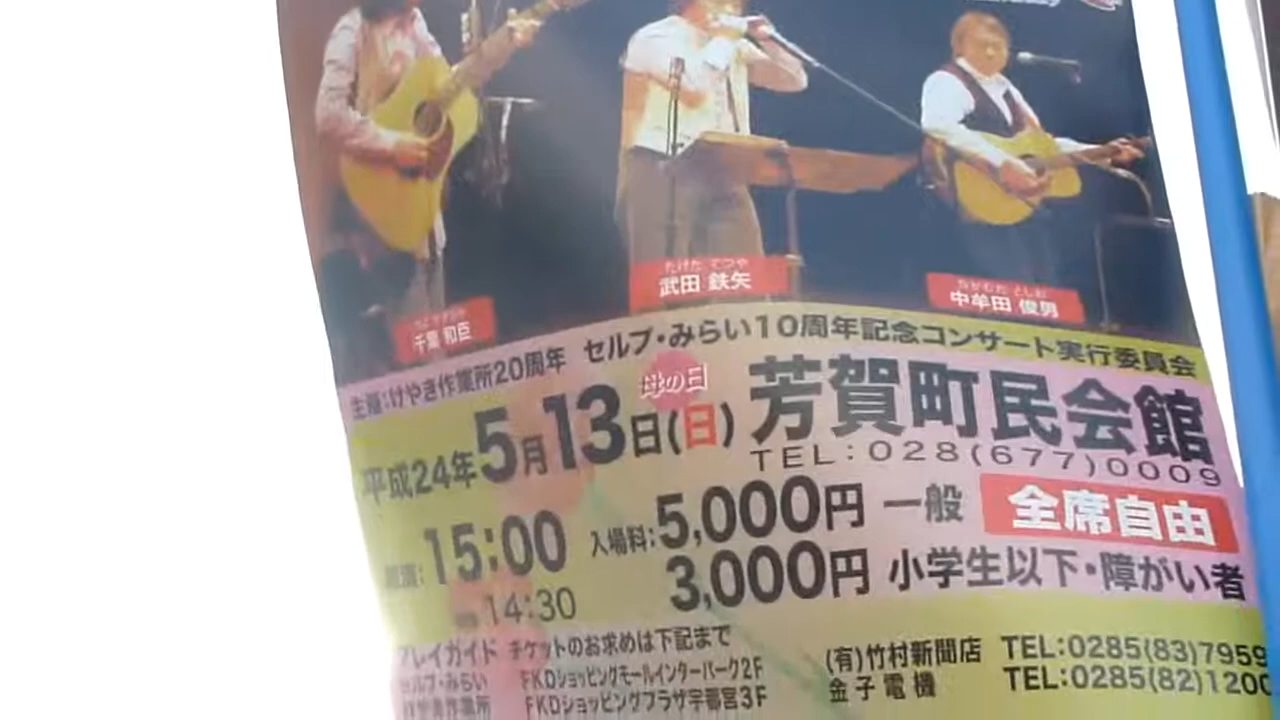 たけだ てつや
武田 鉄矢
なかむた としお
中牟田 俊男
千葉 和臣
主催:けやき作業所20周年 セルプ・みらい10周年記念コンサート実行委員会
母の日
平成24年5月13日(日) 芳賀町民会館
TEL:028(677)0009
開演:15:00 入場料:5,000円 一般 全席自由
14:30 3,000円 小学生以下・障がい者
プレイガイド チケットのお求めは下記まで
セルプ・みらい FKDショッピングモールインターパーク2F (有)竹村新聞店 TEL:0285(83)7959
けやき作業所 FKDショッピングプラザ宇都宮3F 金子電機 TEL:0285(82)1200